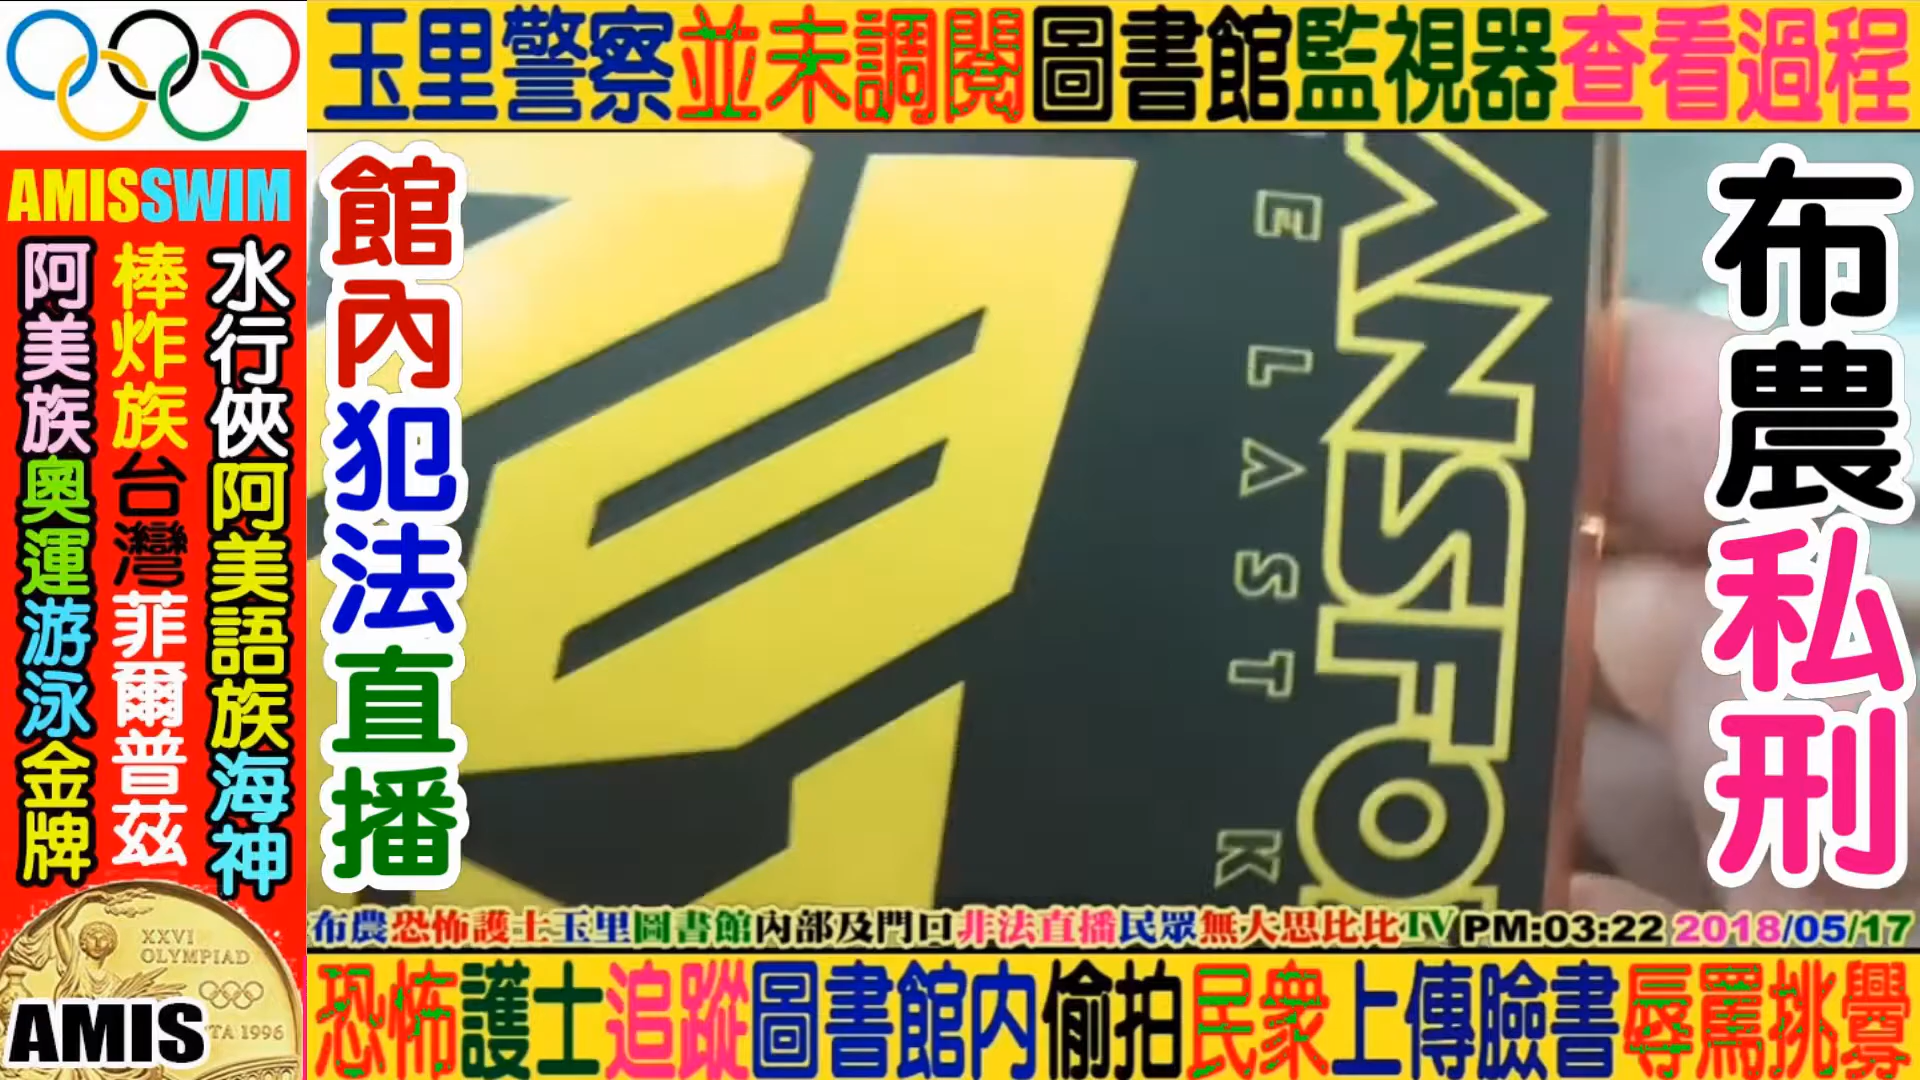 玉里警察並未調閱圖書館監視器查看過程
AMISSWIM
水行俠阿美語族海神
棒炸族台灣菲爾普茲
阿美族奧運游泳金牌
XXVI
OLYMPIAD
TA 1996
AMIS
館內犯法直播
布農私刑
ANSFO
E LAST K
布農恐怖護士玉里圖書館內部及門口非法直播民眾無大思比比TV PM:03:22 2018/05/17
恐怖護士追蹤圖書館內偷拍民眾上傳臉書辱罵挑釁